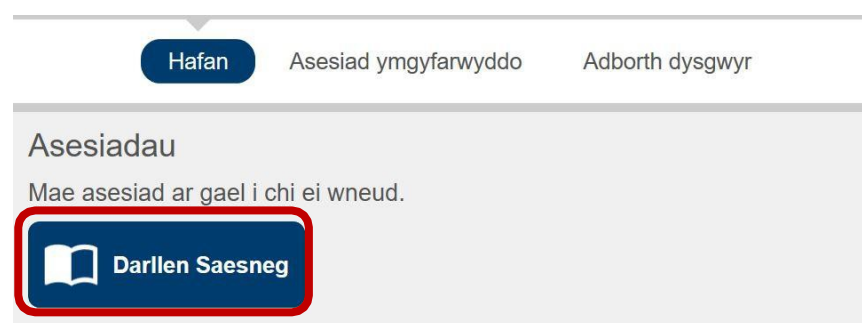 Hafan Asesiad ymgyfarwyddo Adborth dysgwyr
Asesiadau
Mae asesiad ar gael i chi ei wneud.
Darllen Saesneg